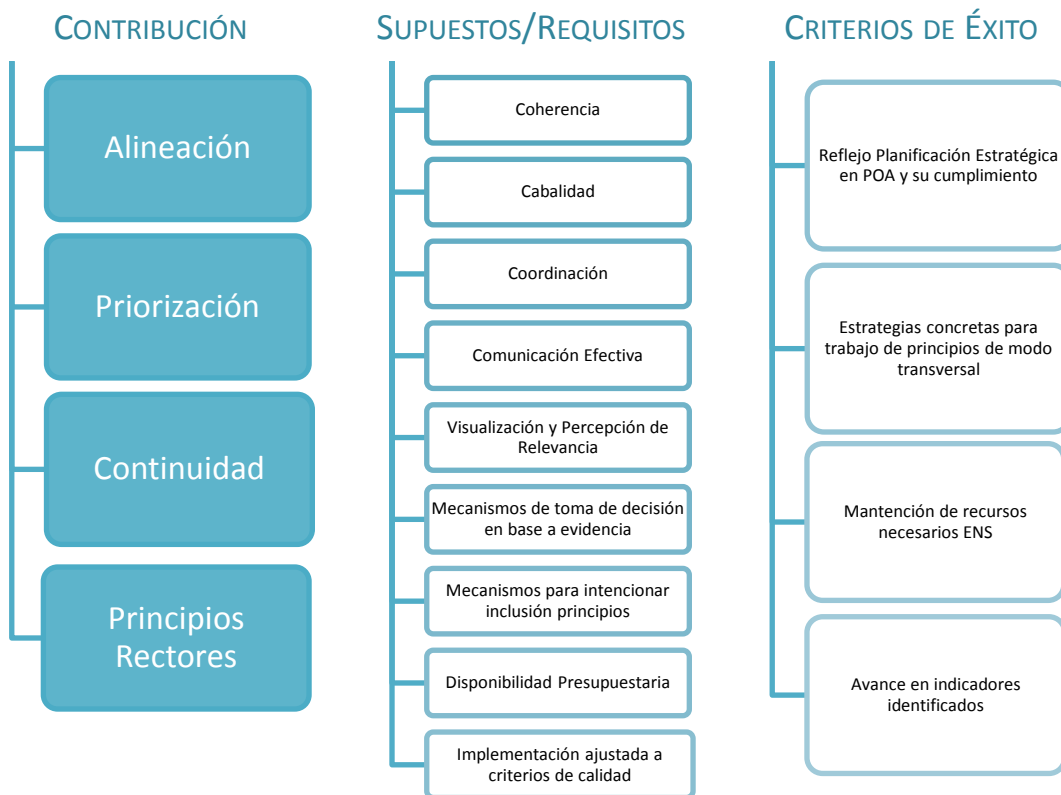 CONTRIBUCIÓN
Alineación
Priorización
Continuidad
Principios
Rectores
SUPUESTOS/REQUISITOS
Coherencia
Cabalidad
Coordinación
Comunicación Efectiva
Visualización y Percepción de
Relevancia
Mecanismos de toma de decisión
en base a evidencia
Mecanismos para intencionar
inclusión principios
Disponibilidad Presupuestaria
Implementación ajustada a
criterios de calidad
CRITERIOS DE ÉXITO
Reflejo Planificación Estratégica
en POA y su cumplimiento
Estrategias concretas para
trabajo de principios de modo
transversal
Mantención de recursos
necesarios ENS
Avance en indicadores
identificados